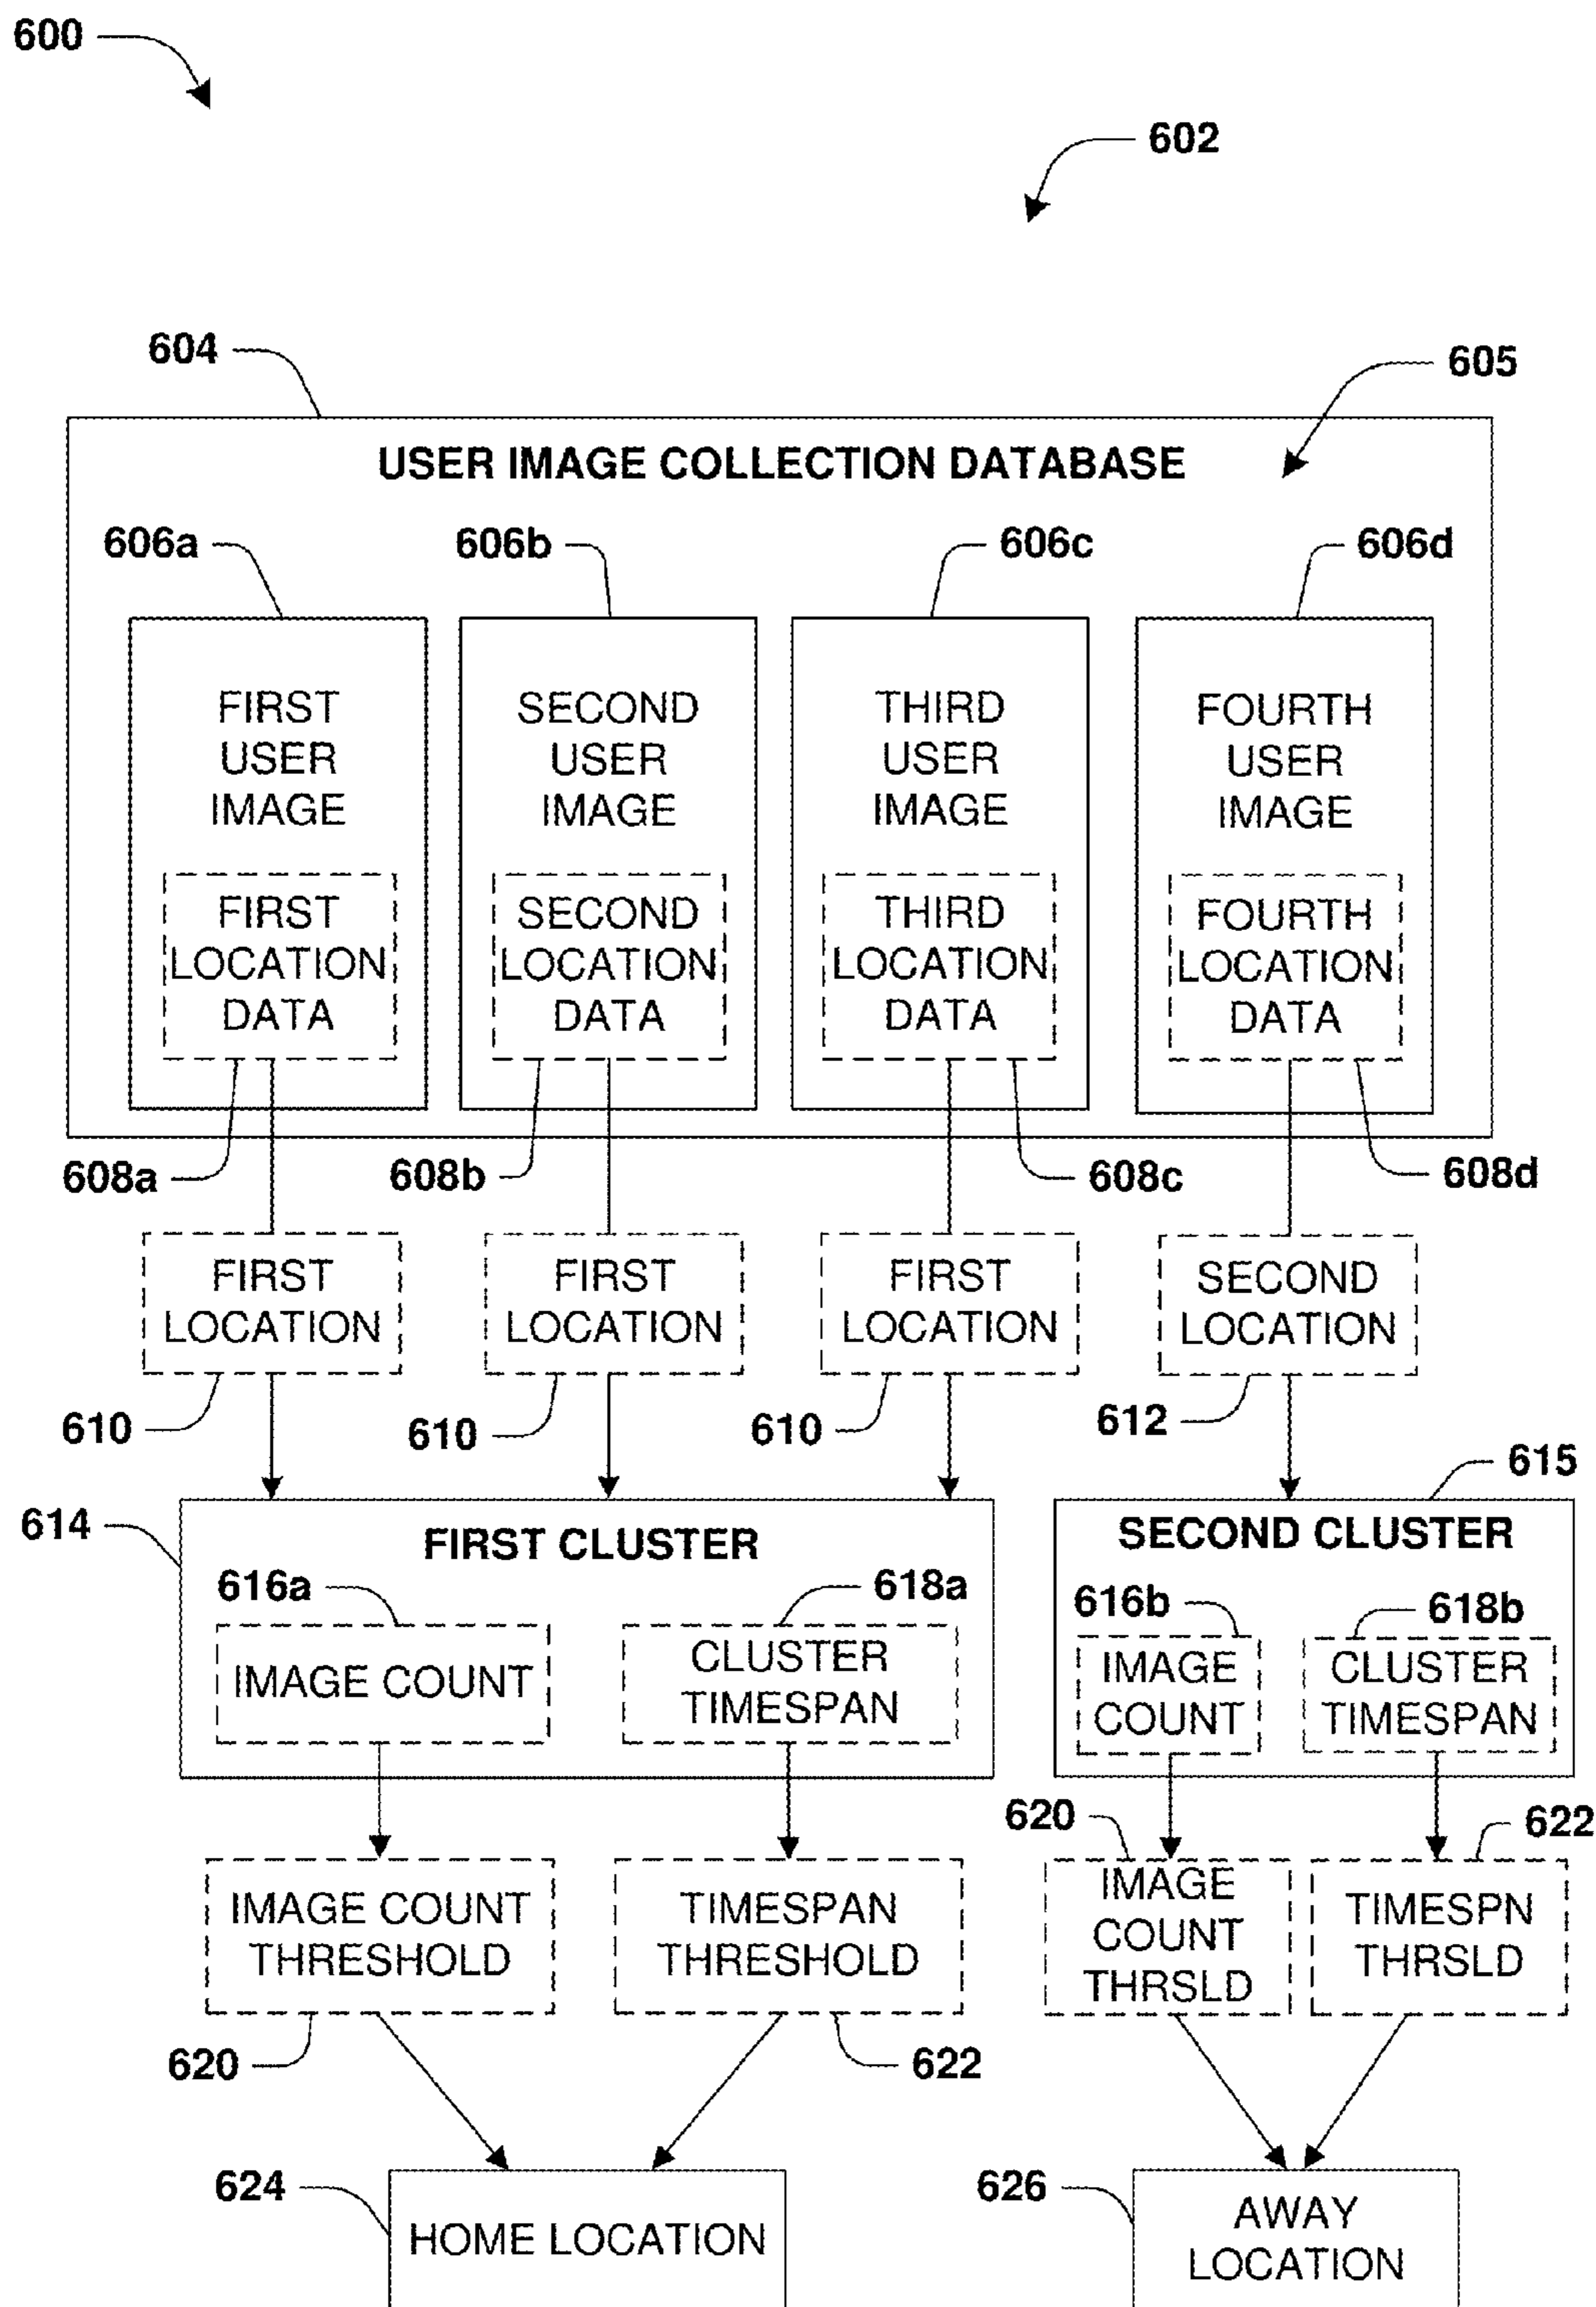 600
602
604
605
USER IMAGE COLLECTION DATABASE
606a
606b
606c
606d
FIRST
USER
IMAGE
SECOND
USER
IMAGE
THIRD
USER
IMAGE
FOURTH
USER
IMAGE
FIRST
LOCATION
DATA
SECOND
LOCATION
DATA
THIRD
LOCATION
DATA
FOURTH
LOCATION
DATA
608a
608b
608c
608d
FIRST
LOCATION
FIRST
LOCATION
FIRST
LOCATION
SECOND
LOCATION
610
610
610
612
614
615
FIRST CLUSTER
616a
618a
IMAGE COUNT
CLUSTER
TIMESPAN
SECOND CLUSTER
616b
618b
IMAGE
COUNT
CLUSTER
TIMESPAN
620
622
IMAGE COUNT
THRESHOLD
TIMESPAN
THRESHOLD
IMAGE
COUNT
THRSLD
TIMESPN
THRSLD
620
622
624
HOME LOCATION
626
AWAY
LOCATION